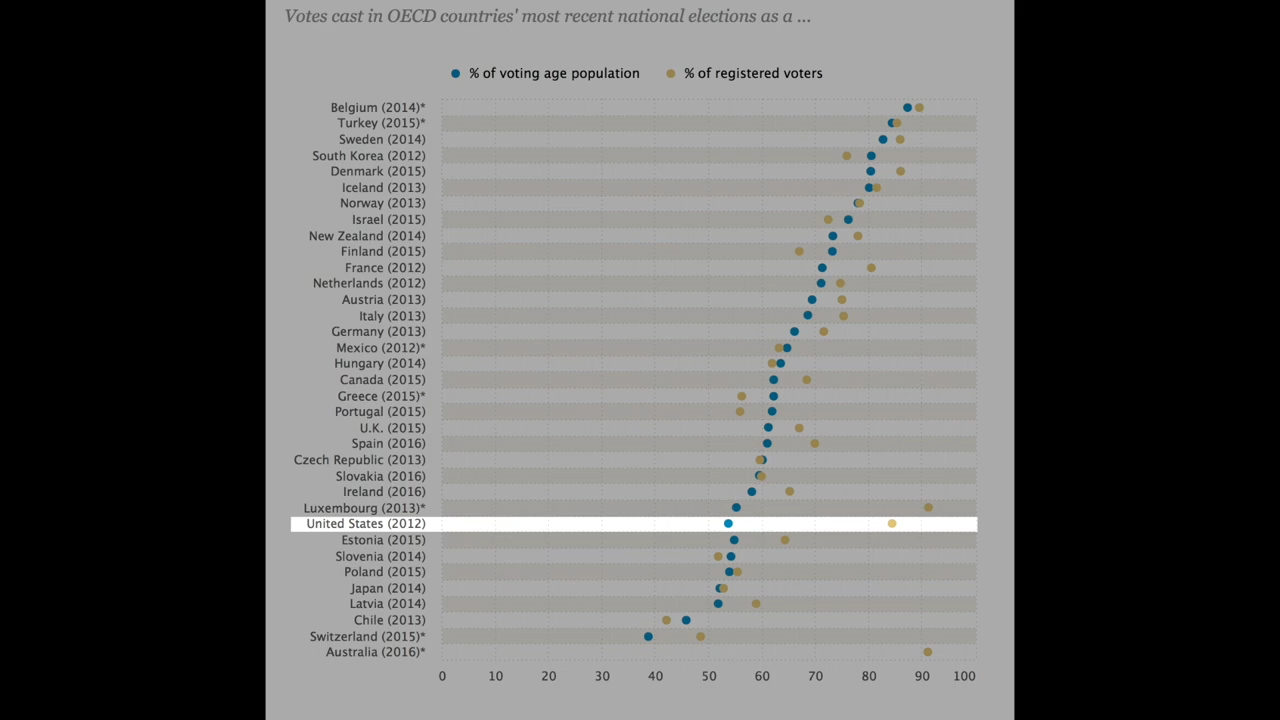 Votes cast in OECD countries' most recent national elections as a ...
% of voting age population % of registered voters
Belgium (2014)*
Turkey (2015)*
Sweden (2014)
South Korea (2012)
Denmark (2015)
Iceland (2013)
Norway (2013)
Israel (2015)
New Zealand (2014)
Finland (2015)
France (2012)
Netherlands (2012)
Austria (2013)
Italy (2013)
Germany (2013)
Mexico (2012)*
Hungary (2014)
Canada (2015)
Greece (2015)*
Portugal (2015)
U.K. (2015)
Spain (2016)
Czech Republic (2013)
Slovakia (2016)
Ireland (2016)
Luxembourg (2013)*
United States (2012)
Estonia (2015)
Slovenia (2014)
Poland (2015)
Japan (2014)
Latvia (2014)
Chile (2013)
Switzerland (2015)*
Australia (2016)*
0 10 20 30 40 50 60 70 80 90 100